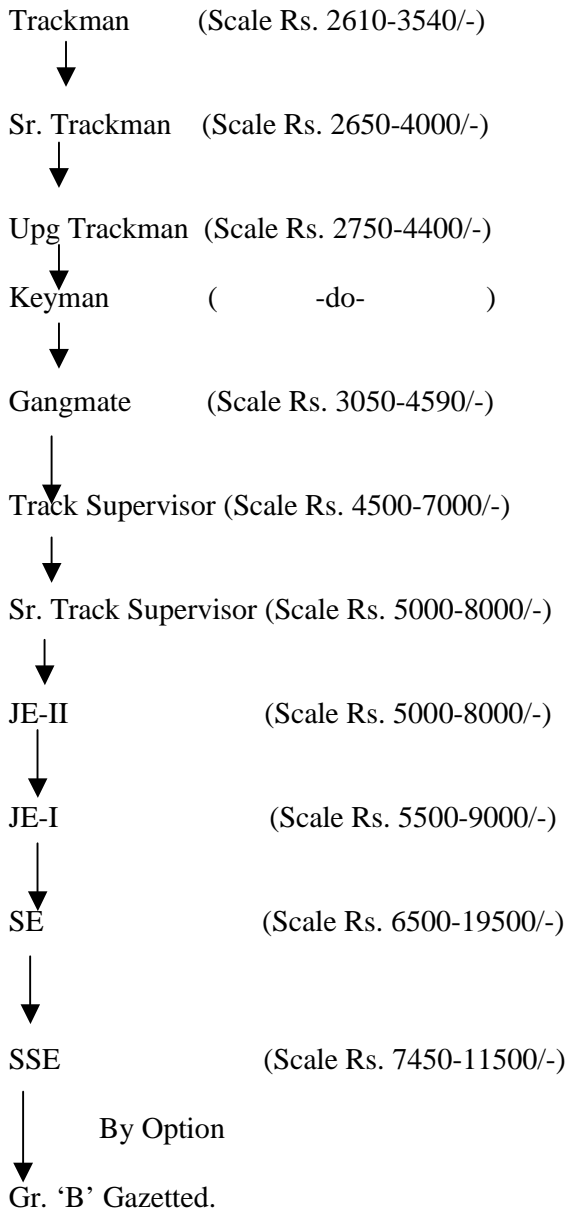 Trackman (Scale Rs. 2610-3540/-)
Sr. Trackman (Scale Rs. 2650-4000/-)
Upg Trackman (Scale Rs. 2750-4400/-)
Keyman ( -do- )
Gangmate (Scale Rs. 3050-4590/-)
Track Supervisor (Scale Rs. 4500-7000/-)
Sr. Track Supervisor (Scale Rs. 5000-8000/-)
JE-II (Scale Rs. 5000-8000/-)
JE-I (Scale Rs. 5500-9000/-)
SE (Scale Rs. 6500-19500/-)
SSE (Scale Rs. 7450-11500/-)
By Option
Gr. ‘B’ Gazetted.